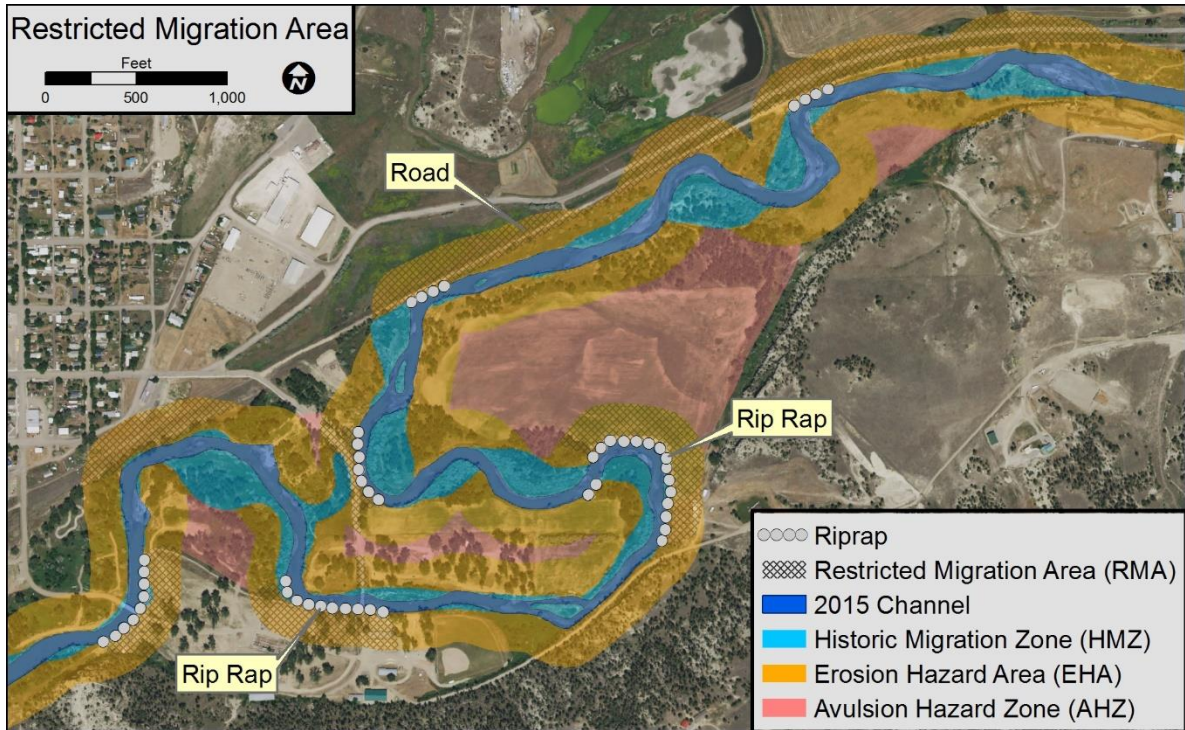 Restricted Migration Area
Feet
0 500 1,000
N
Road
Rip Rap
Rip Rap
Riprap
Restricted Migration Area (RMA)
2015 Channel
Historic Migration Zone (HMZ)
Erosion Hazard Area (EHA)
Avulsion Hazard Zone (AHZ)